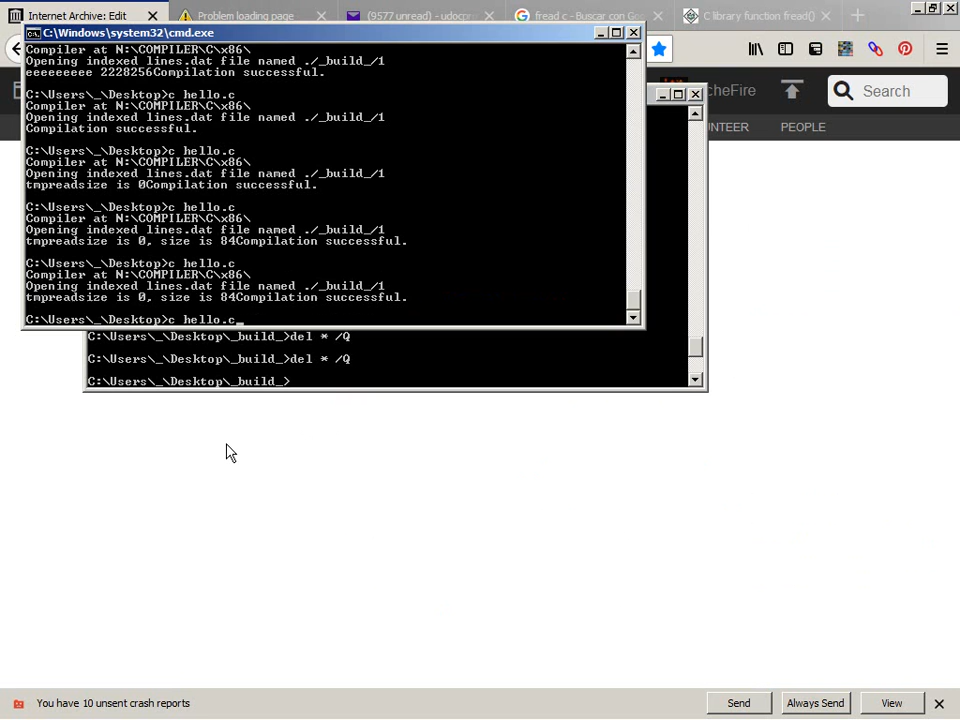 Internet Archive: Edit
Problem loading page
(9577 unread) - udocr
fread c - Buscar con Go
C library function fread()
C:\Windows\system32\cmd.exe
Compiler at N:\COMPILER\C\x86\
Opening indexed lines.dat file named ./_build_/1
eeeeeeeeee 2228256Compilation successful.
C:\Users\_\Desktop>c hello.c
Compiler at N:\COMPILER\C\x86\
Opening indexed lines.dat file named ./_build_/1
Compilation successful.
C:\Users\_\Desktop>c hello.c
Compiler at N:\COMPILER\C\x86\
Opening indexed lines.dat file named ./_build_/1
tmpreadsize is 0Compilation successful.
C:\Users\_\Desktop>c hello.c
Compiler at N:\COMPILER\C\x86\
Opening indexed lines.dat file named ./_build_/1
tmpreadsize is 0, size is 84Compilation successful.
C:\Users\_\Desktop>c hello.c
Compiler at N:\COMPILER\C\x86\
Opening indexed lines.dat file named ./_build_/1
tmpreadsize is 0, size is 84Compilation successful.
C:\Users\_\Desktop>c hello.c_
cheFire
Search
UNTEER
PEOPLE
C:\Users\_\Desktop\_build_>del * /Q
C:\Users\_\Desktop\_build_>del * /Q
C:\Users\_\Desktop\_build_>
You have 10 unsent crash reports
Send
Always Send
View